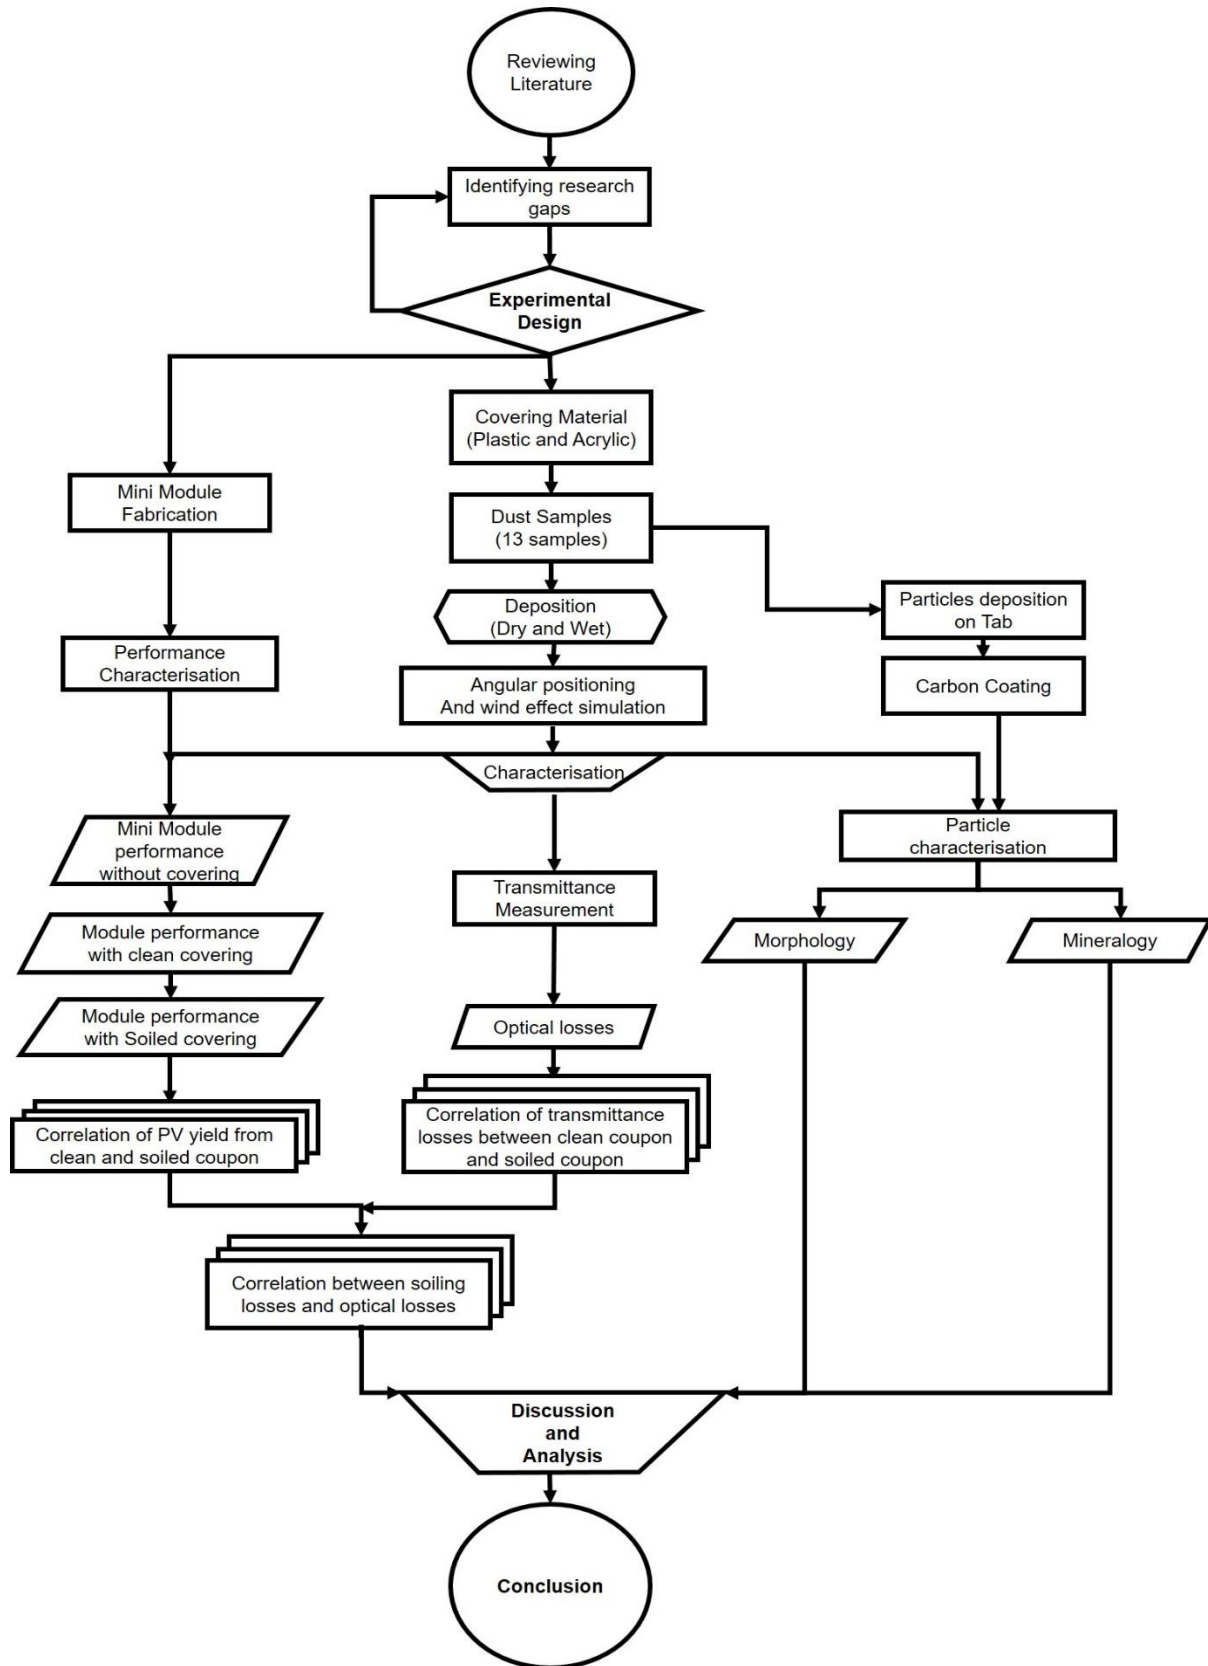 Reviewing
Literature
Identifying research
gaps
Experimental
Design
Covering Material
(Plastic and Acrylic)
Mini Module
Fabrication
Dust Samples
(13 samples)
Deposition
(Dry and Wet)
Particles deposition
on Tab
Performance
Characterisation
Angular positioning
And wind effect simulation
Carbon Coating
Characterisation
Mini Module
performance
without covering
Particle
characterisation
Transmittance
Measurement
Module performance
with clean covering
Morphology
Mineralogy
Module performance
with Soiled covering
Optical losses
Correlation of PV yield from
clean and soiled coupon
Correlation of transmittance
losses between clean coupon
and soiled coupon
Correlation between soiling
losses and optical losses
Discussion
and
Analysis
Conclusion